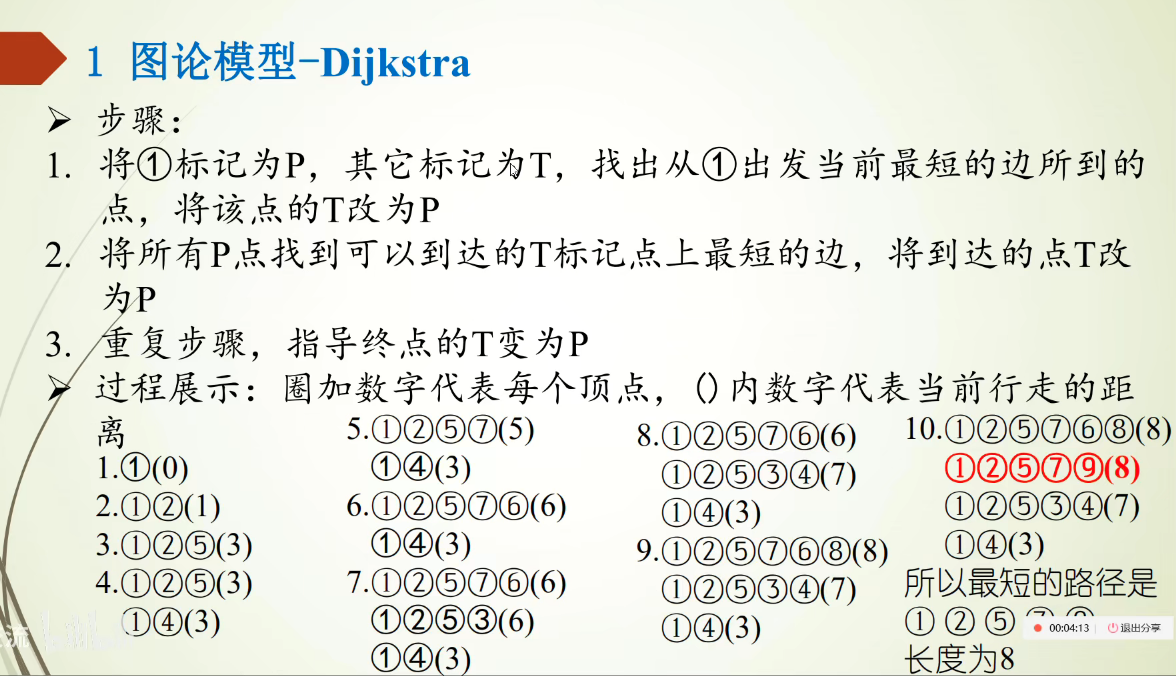 1 图论模型-Dijkstra
➢ 步骤：
1. 将①标记为P，其它标记为T，找出从①出发当前最短的边所到的
点，将该点的T改为P
2. 将所有P点找到可以到达的T标记点上最短的边，将到达的点T改
为P
3. 重复步骤，指导终点的T变为P
➢ 过程展示：圈加数字代表每个顶点，()内数字代表当前行走的距
离
1.①(0)
2.①②(1)
3.①②⑤(3)
4.①②⑤(3)
①④(3)
5.①②⑤⑦(5)
①④(3)
6.①②⑤⑦⑥(6)
①④(3)
7.①②⑤⑦⑥(6)
①②⑤③(6)
①④(3)
8.①②⑤⑦⑥(6)
①②⑤③④(7)
①④(3)
9.①②⑤⑦⑥⑧(8)
①②⑤③④(7)
①④(3)
10.①②⑤⑦⑥⑧(8)
①②⑤⑦⑨(8)
①②⑤③④(7)
①④(3)
所以最短的路径是
①②⑤⑦⑨
长度为8
00:04:13 退出分享
流